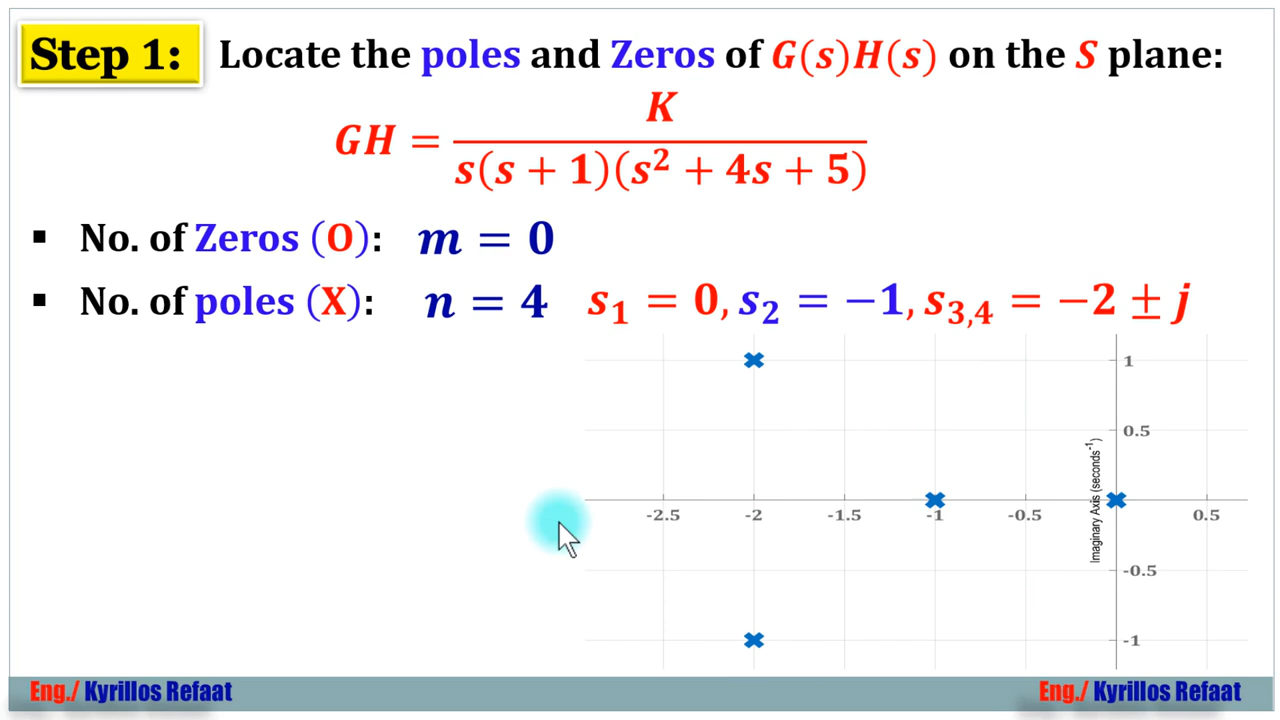 Step 1: Locate the poles and Zeros of G(s)H(s) on the S plane:
GH = K / s(s + 1)(s² + 4s + 5)
▪ No. of Zeros (O): m = 0
▪ No. of poles (X): n = 4 s₁ = 0, s₂ = −1, s₃,₄ = −2 ± j
1
0.5
Imaginary Axis (seconds⁻¹)
-2.5 -2 -1.5 -1 -0.5 0.5
-0.5
-1
Eng./ Kyrillos Refaat Eng./ Kyrillos Refaat